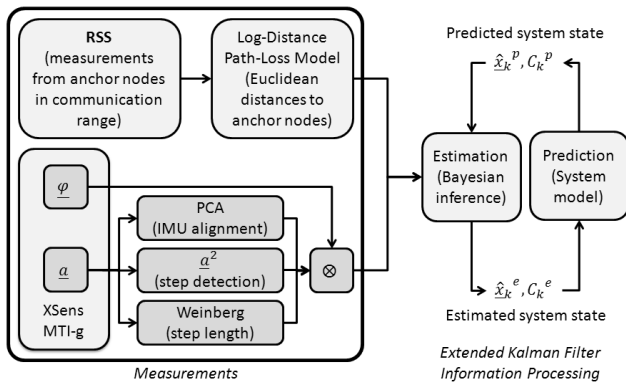 RSS
(measurements
from anchor nodes
in communication
range)
Log-Distance
Path-Loss Model
(Euclidean
distances to
anchor nodes)
φ
a
XSens
MTI-g
PCA
(IMU alignment)
a²
(step detection)
Weinberg
(step length)
⊗
Measurements
Predicted system state
x̂ₖᵖ, Cₖᵖ
Estimation
(Bayesian
inference)
Prediction
(System
model)
x̂ₖᵉ, Cₖᵉ
Estimated system state
Extended Kalman Filter
Information Processing